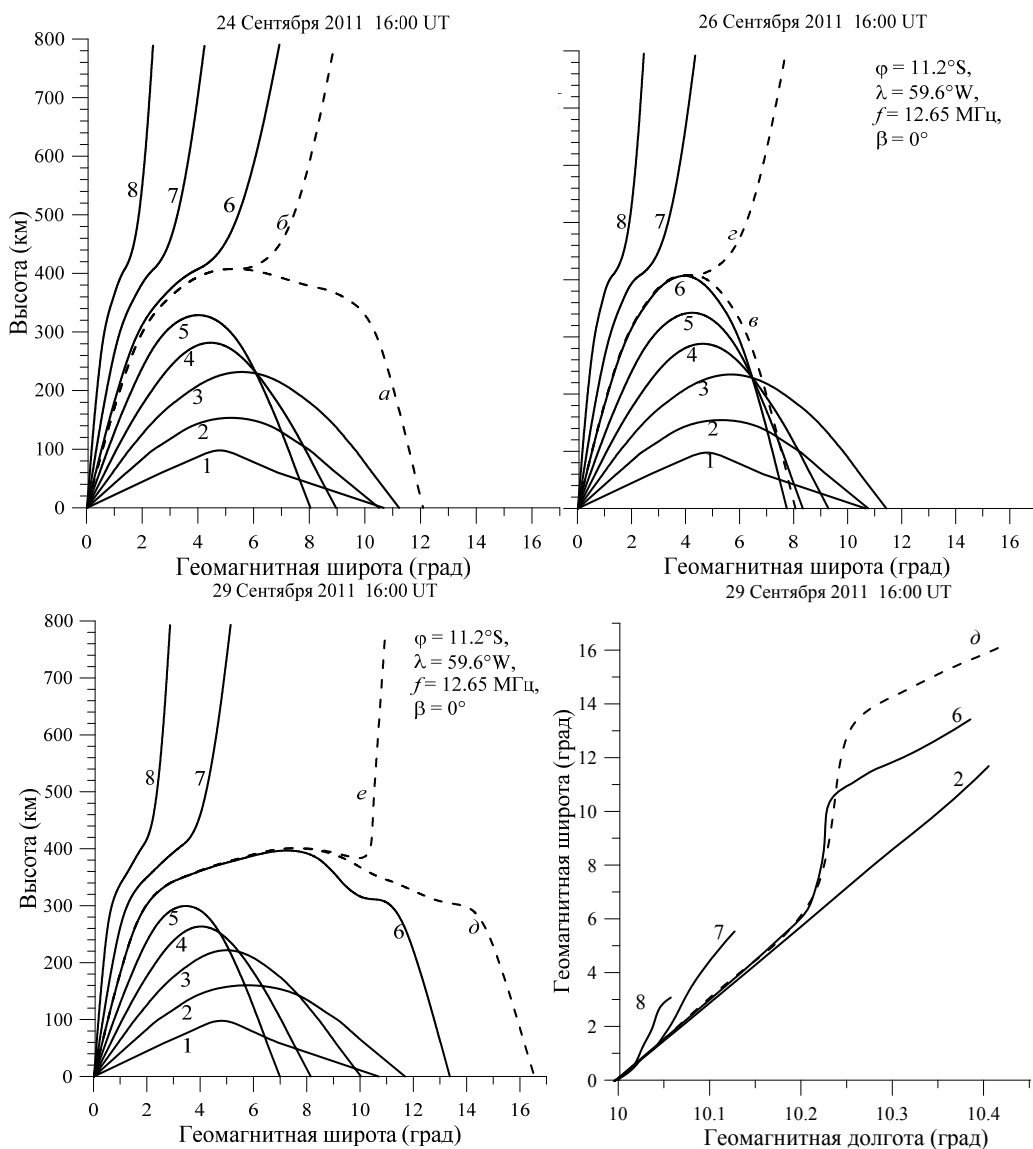 24 Сентября 2011 16:00 UT
800
700
600
500
400
300
200
100
0
Высота (км)
8
7
6
б
5
4
3
2
1
а
0 2 4 6 8 10 12 14 16
Геомагнитная широта (град)
26 Сентября 2011 16:00 UT
φ = 11.2°S,
λ = 59.6°W,
f = 12.65 МГц,
β = 0°
8
7
г
6
в
5
4
3
2
1
0 2 4 6 8 10 12 14 16
Геомагнитная широта (град)
29 Сентября 2011 16:00 UT
800
700
600
500
400
300
200
100
0
Высота (км)
φ = 11.2°S,
λ = 59.6°W,
f = 12.65 МГц,
β = 0°
8
7
е
5
4
3
2
1
6
д
0 2 4 6 8 10 12 14 16
Геомагнитная широта (град)
29 Сентября 2011 16:00 UT
16
14
12
10
8
6
4
2
0
Геомагнитная широта (град)
д
6
2
7
8
10 10.1 10.2 10.3 10.4
Геомагнитная долгота (град)